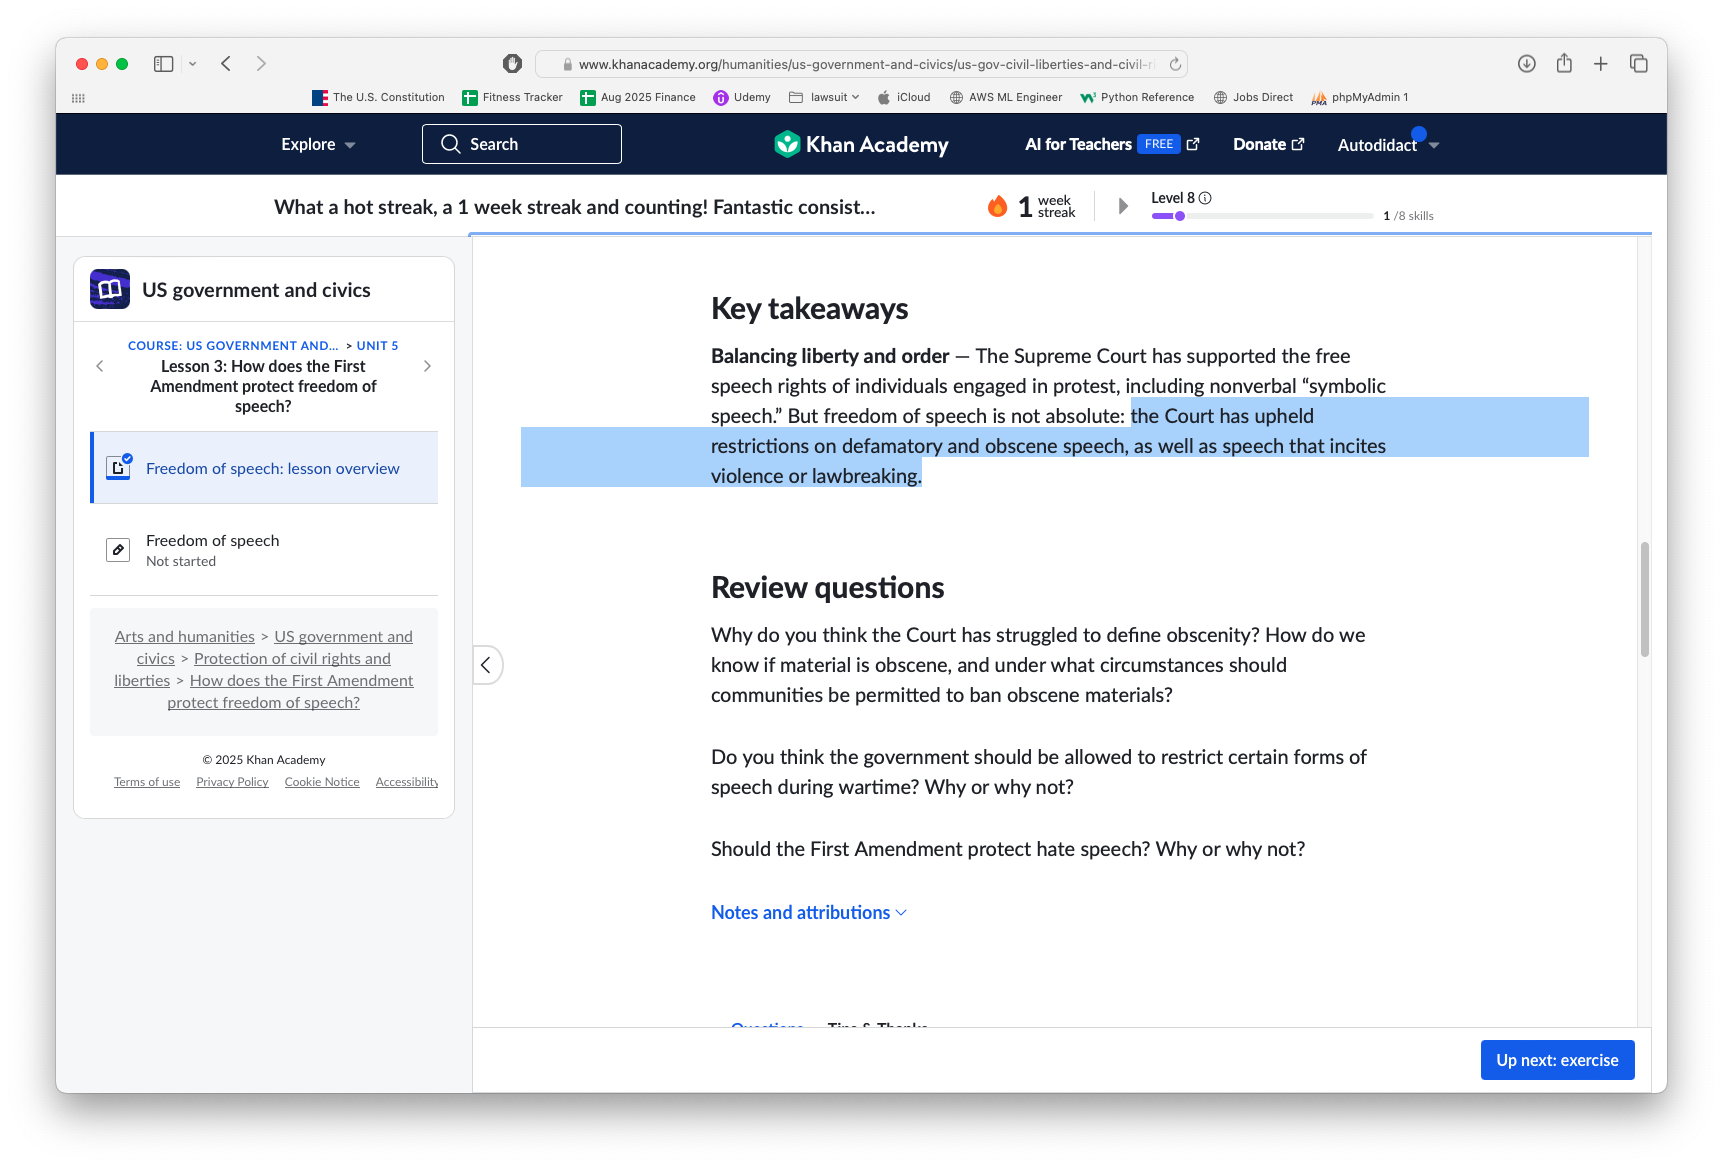 www.khanacademy.org/humanities/us-government-and-civics/us-gov-civil-liberties-and-civil-ri
The U.S. Constitution
Fitness Tracker
Aug 2025 Finance
Udemy
lawsuit
iCloud
AWS ML Engineer
Python Reference
Jobs Direct
phpMyAdmin 1
Explore
Search
Khan Academy
AI for Teachers FREE
Donate
Autodidact
What a hot streak, a 1 week streak and counting! Fantastic consist...
1 week streak
Level 8
1 /8 skills
US government and civics
COURSE: US GOVERNMENT AND... > UNIT 5
Lesson 3: How does the First
Amendment protect freedom of
speech?
Freedom of speech: lesson overview
Freedom of speech
Not started
Arts and humanities > US government and
civics > Protection of civil rights and
liberties > How does the First Amendment
protect freedom of speech?
© 2025 Khan Academy
Terms of use Privacy Policy Cookie Notice Accessibility
Key takeaways
Balancing liberty and order — The Supreme Court has supported the free
speech rights of individuals engaged in protest, including nonverbal “symbolic
speech.” But freedom of speech is not absolute: the Court has upheld
restrictions on defamatory and obscene speech, as well as speech that incites
violence or lawbreaking.
Review questions
Why do you think the Court has struggled to define obscenity? How do we
know if material is obscene, and under what circumstances should
communities be permitted to ban obscene materials?
Do you think the government should be allowed to restrict certain forms of
speech during wartime? Why or why not?
Should the First Amendment protect hate speech? Why or why not?
Notes and attributions
Questions Tips & Thanks
Up next: exercise